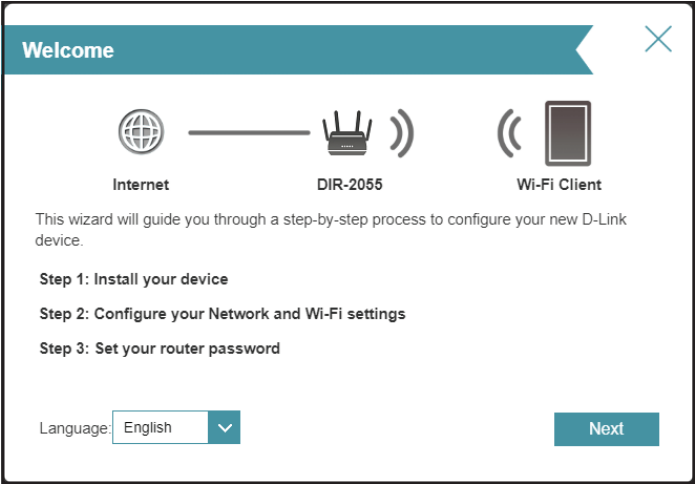 Welcome
Internet
DIR-2055
Wi-Fi Client
This wizard will guide you through a step-by-step process to configure your new D-Link
device.
Step 1: Install your device
Step 2: Configure your Network and Wi-Fi settings
Step 3: Set your router password
Language: English
Next